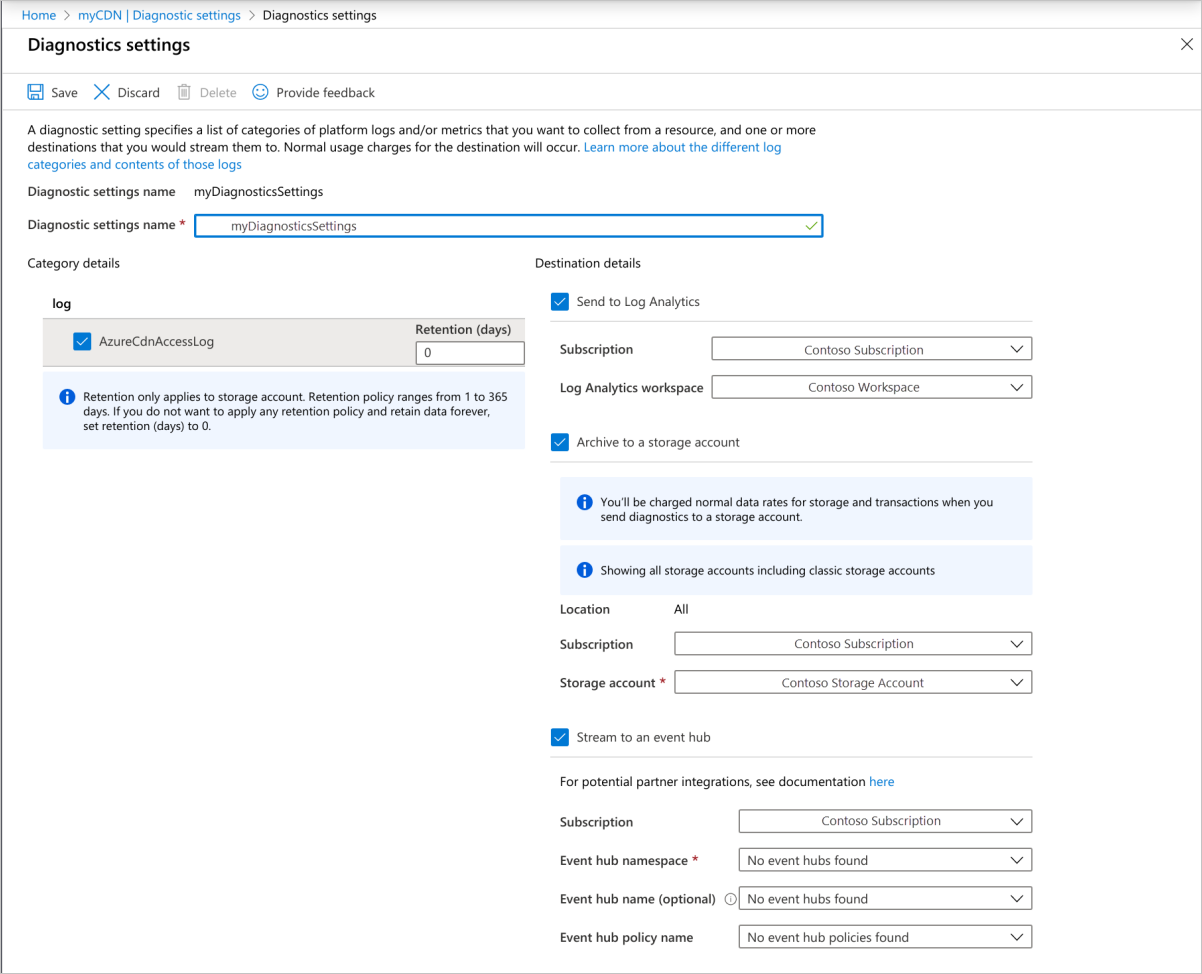 Home > myCDN | Diagnostic settings > Diagnostics settings
Diagnostics settings
Save Discard Delete Provide feedback
A diagnostic setting specifies a list of categories of platform logs and/or metrics that you want to collect from a resource, and one or more
destinations that you would stream them to. Normal usage charges for the destination will occur. Learn more about the different log
categories and contents of those logs
Diagnostic settings name myDiagnosticsSettings
Diagnostic settings name * myDiagnosticsSettings
Category details
log
AzureCdnAccessLog
Retention (days)
0
Retention only applies to storage account. Retention policy ranges from 1 to 365
days. If you do not want to apply any retention policy and retain data forever,
set retention (days) to 0.
Destination details
Send to Log Analytics
Subscription Contoso Subscription
Log Analytics workspace Contoso Workspace
Archive to a storage account
You'll be charged normal data rates for storage and transactions when you
send diagnostics to a storage account.
Showing all storage accounts including classic storage accounts
Location All
Subscription Contoso Subscription
Storage account * Contoso Storage Account
Stream to an event hub
For potential partner integrations, see documentation here
Subscription Contoso Subscription
Event hub namespace * No event hubs found
Event hub name (optional) No event hubs found
Event hub policy name No event hub policies found